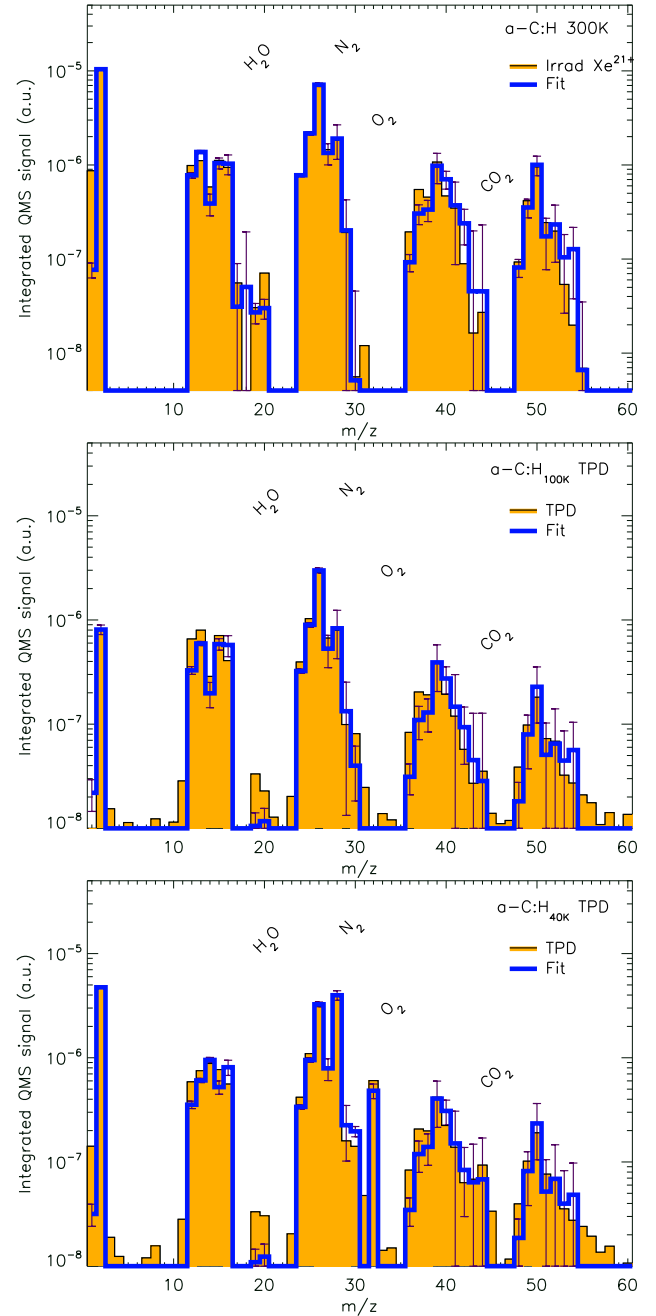 a-C:H 300K
Irrad Xe²¹⁺
Fit
H₂O
N₂
O₂
CO₂
Integrated QMS signal (a.u.)
10⁻⁵
10⁻⁶
10⁻⁷
10⁻⁸
10 20 30 40 50 60
m/z
a-C:H₁₀₀ₖ TPD
TPD
Fit
H₂O
N₂
O₂
CO₂
Integrated QMS signal (a.u.)
10⁻⁵
10⁻⁶
10⁻⁷
10⁻⁸
10 20 30 40 50 60
m/z
a-C:H₄₀ₖ TPD
TPD
Fit
H₂O
N₂
O₂
CO₂
Integrated QMS signal (a.u.)
10⁻⁵
10⁻⁶
10⁻⁷
10⁻⁸
10 20 30 40 50 60
m/z